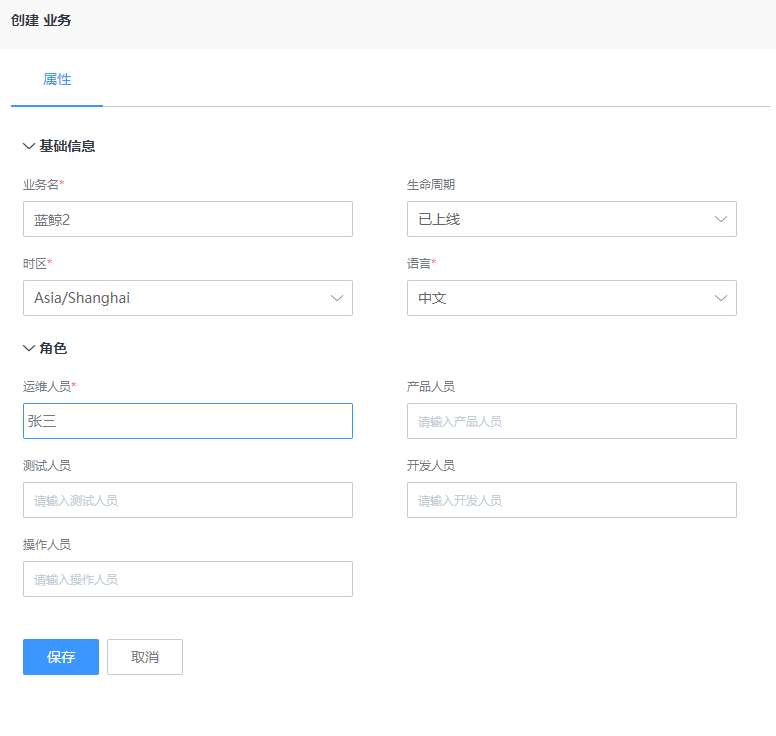 创建 业务
属性
基础信息
业务名*
生命周期
蓝鲸2
已上线
时区*
语言*
Asia/Shanghai
中文
角色
运维人员*
产品人员
张三
请输入产品人员
测试人员
开发人员
请输入测试人员
请输入开发人员
操作人员
请输入操作人员
保存
取消